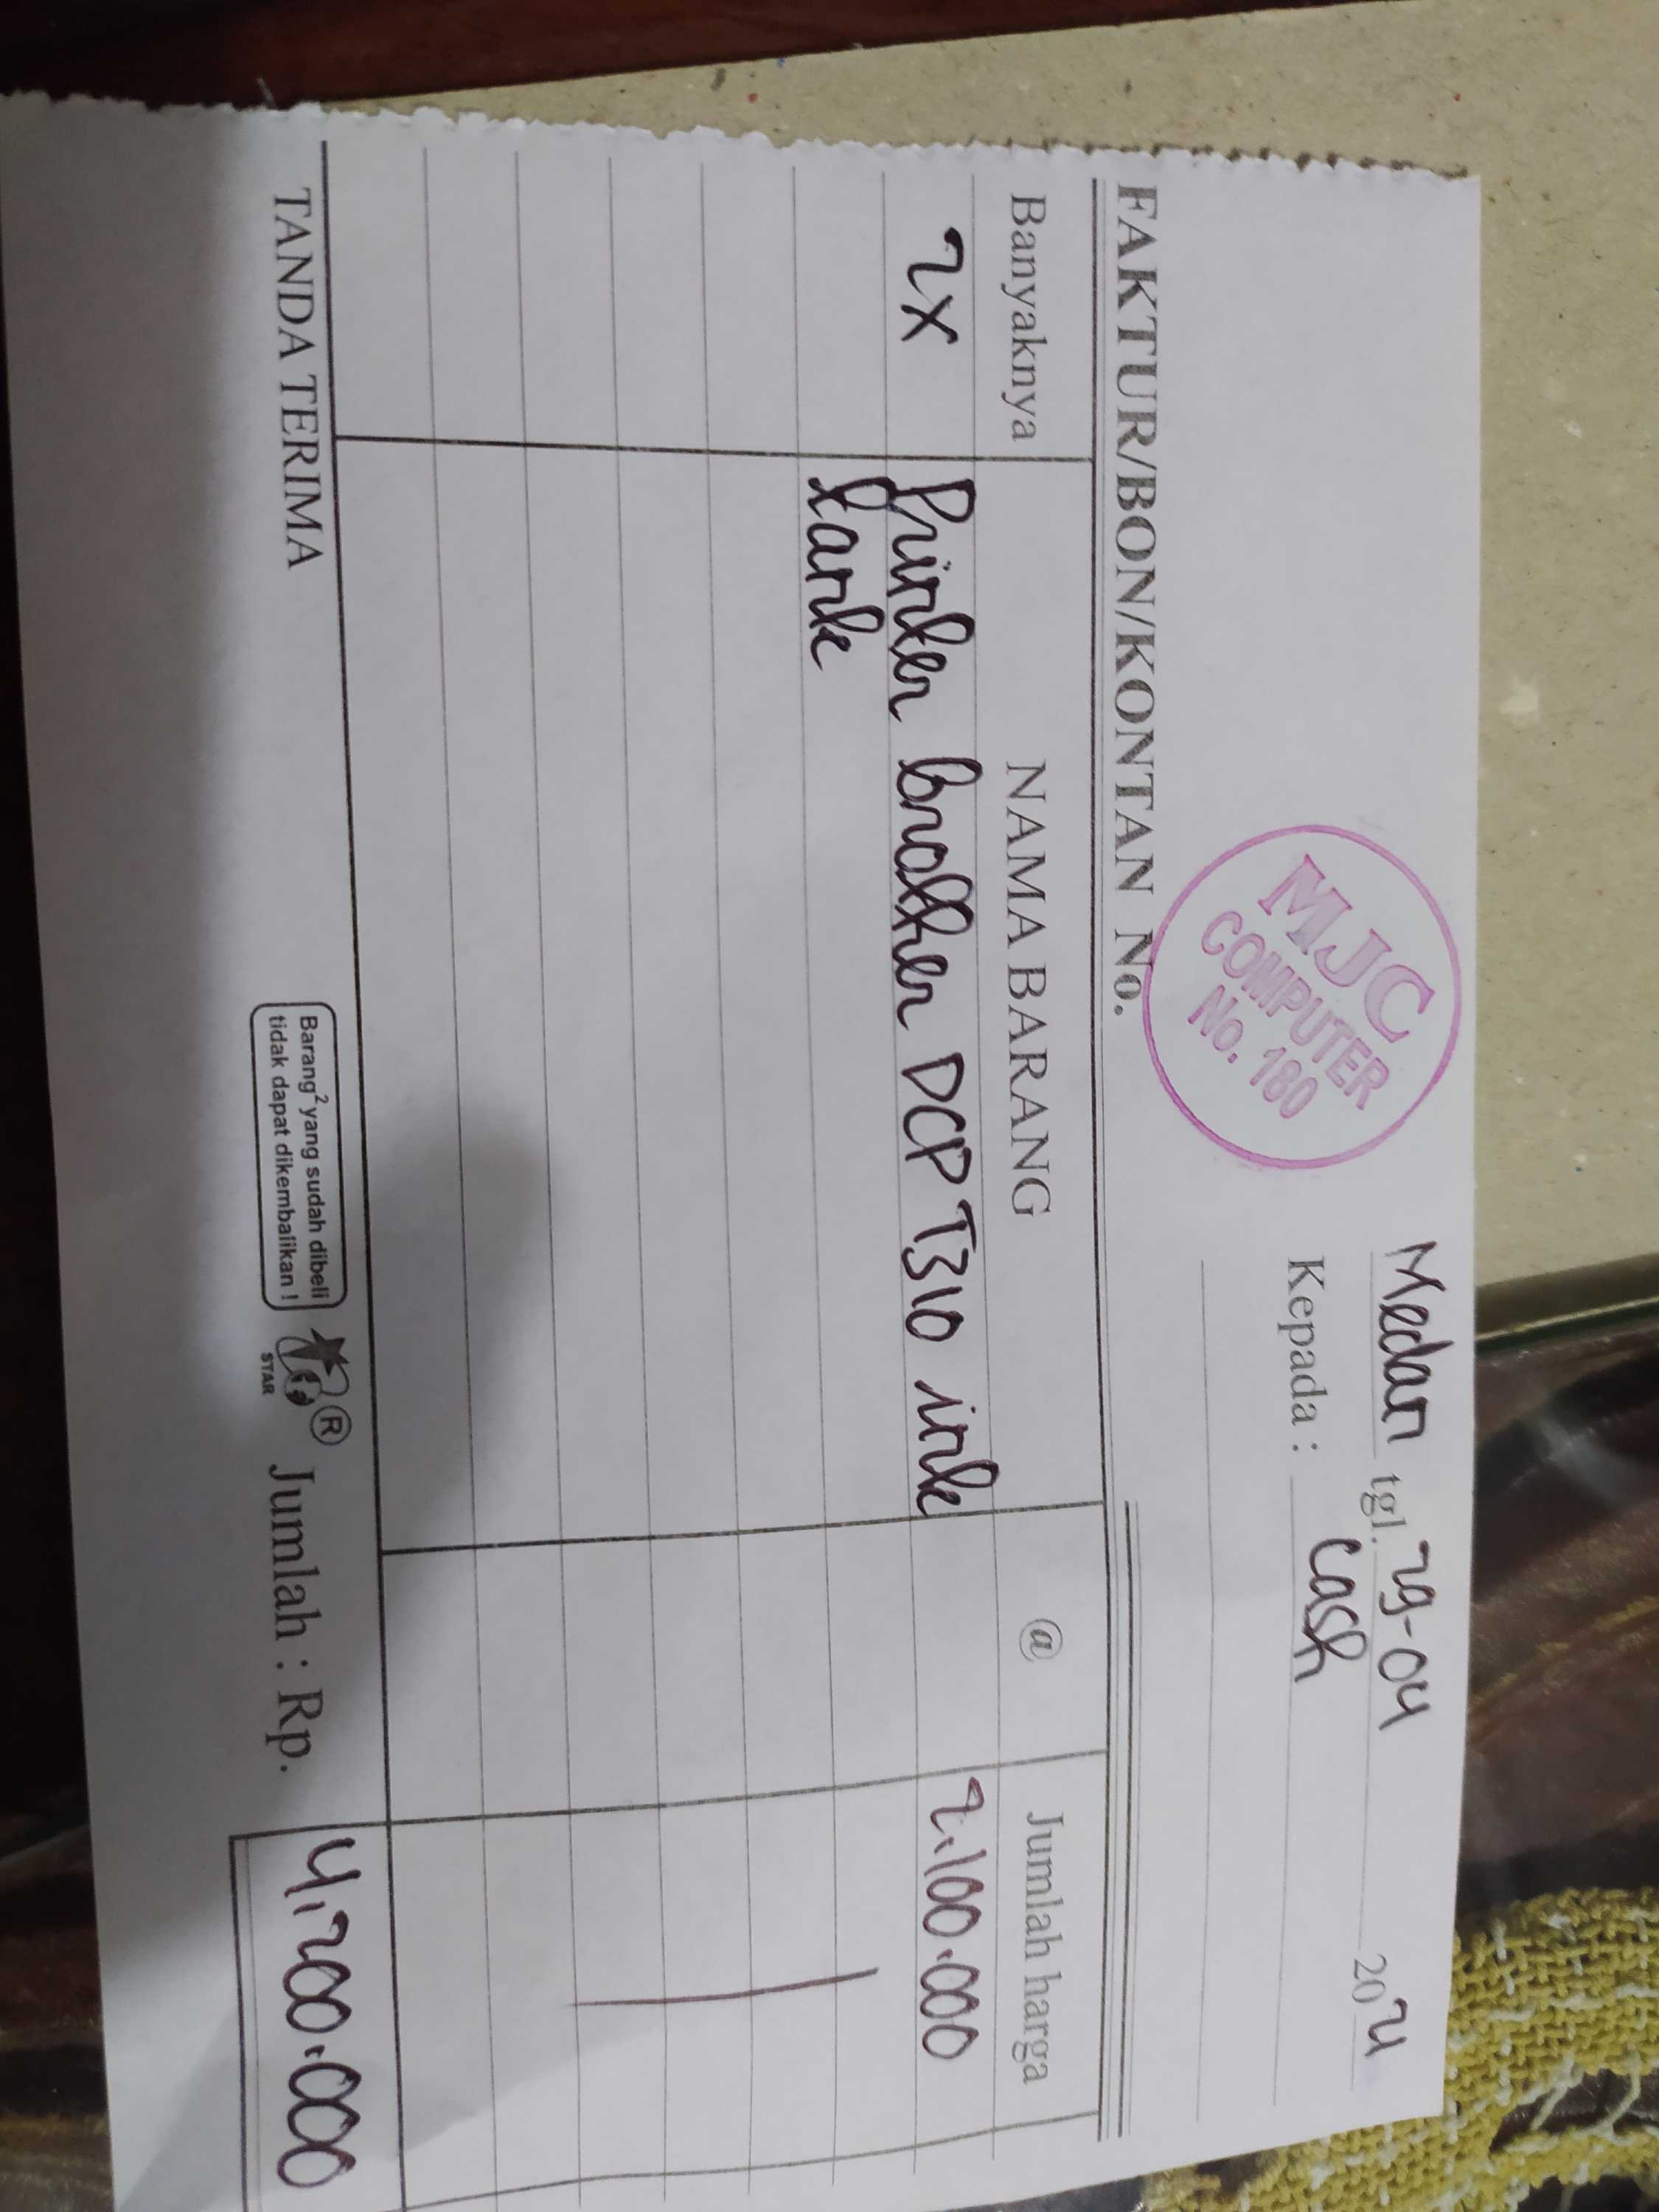 MJC
COMPUTER
No. 180
Medan tgl. 29-04 2024
Kepada : Cash
FAKTUR/BON/KONTAN No.
Banyaknya NAMA BARANG @ Jumlah harga
2x Printer brother DCP T310 ink 2.100.000
tank
TANDA TERIMA
Barang² yang sudah dibeli
tidak dapat dikembalikan !
® STAR
Jumlah : Rp. 4.200.000